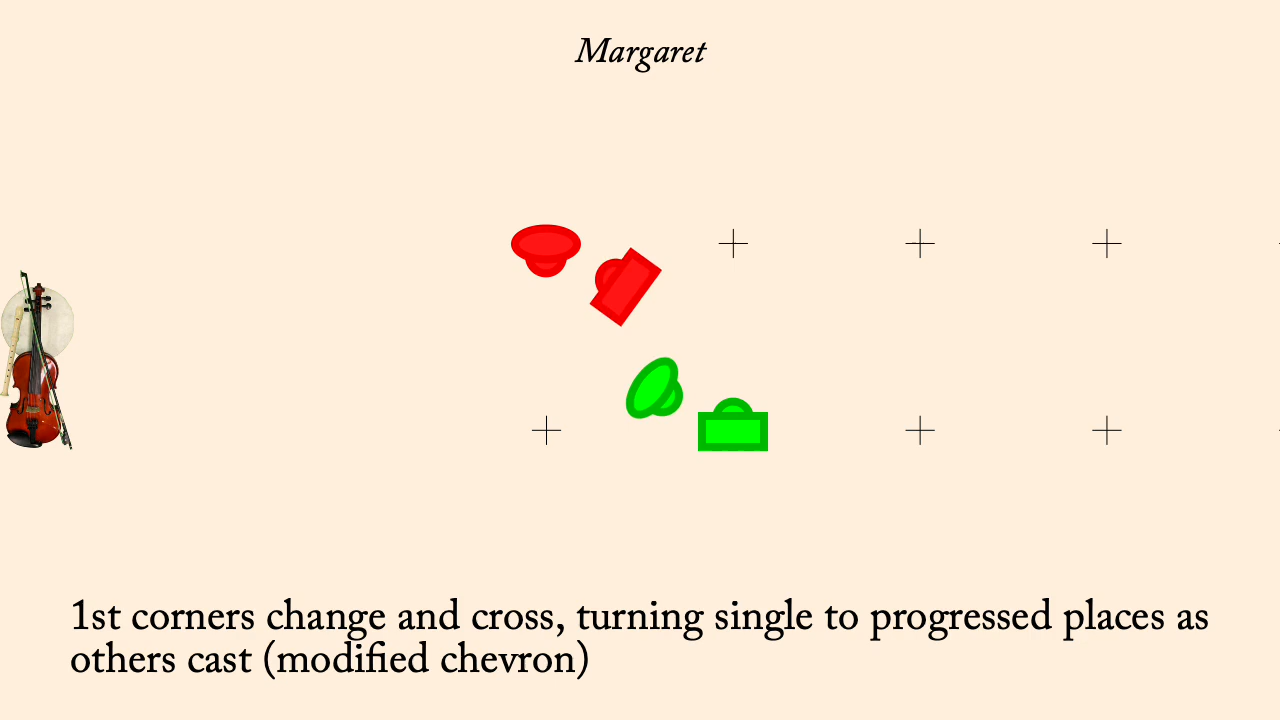 Margaret
1st corners change and cross, turning single to progressed places as
others cast (modified chevron)